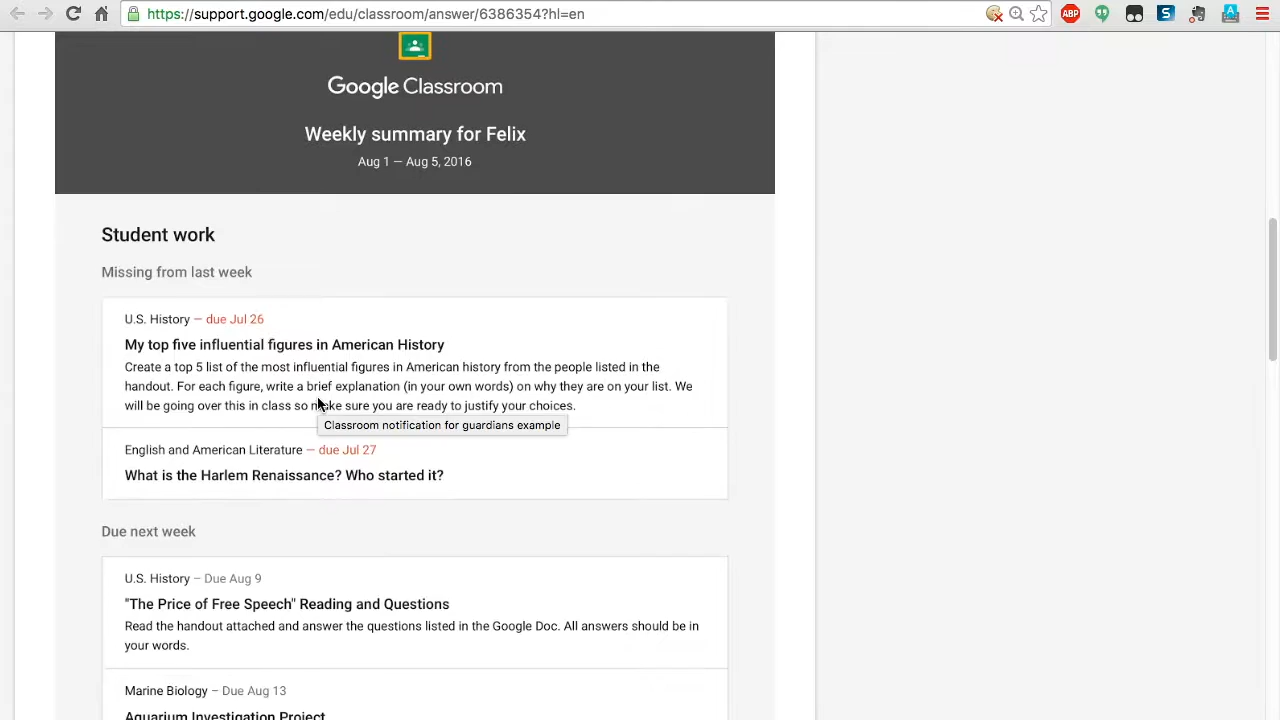 https://support.google.com/edu/classroom/answer/6386354?hl=en
ABP
S
Google Classroom
Weekly summary for Felix
Aug 1 — Aug 5, 2016
Student work
Missing from last week
U.S. History — due Jul 26
My top five influential figures in American History
Create a top 5 list of the most influential figures in American history from the people listed in the
handout. For each figure, write a brief explanation (in your own words) on why they are on your list. We
will be going over this in class so make sure you are ready to justify your choices.
Classroom notification for guardians example
English and American Literature — due Jul 27
What is the Harlem Renaissance? Who started it?
Due next week
U.S. History – Due Aug 9
"The Price of Free Speech" Reading and Questions
Read the handout attached and answer the questions listed in the Google Doc. All answers should be in
your words.
Marine Biology – Due Aug 13
Aquarium Investigation Project